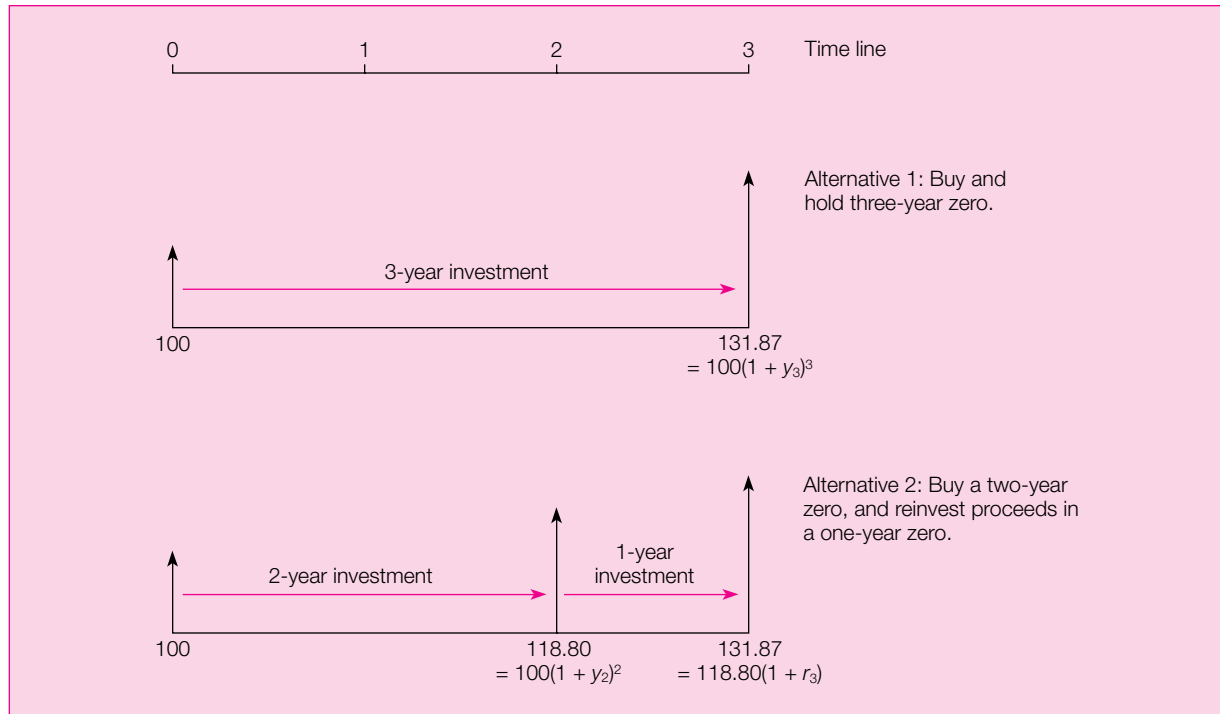 0 1 2 3 Time line
Alternative 1: Buy and
hold three-year zero.
3-year investment
100 131.87
= 100(1 + y₃)³
Alternative 2: Buy a two-year
zero, and reinvest proceeds in
a one-year zero.
2-year investment
1-year
investment
100 118.80 131.87
= 100(1 + y₂)² = 118.80(1 + r₃)